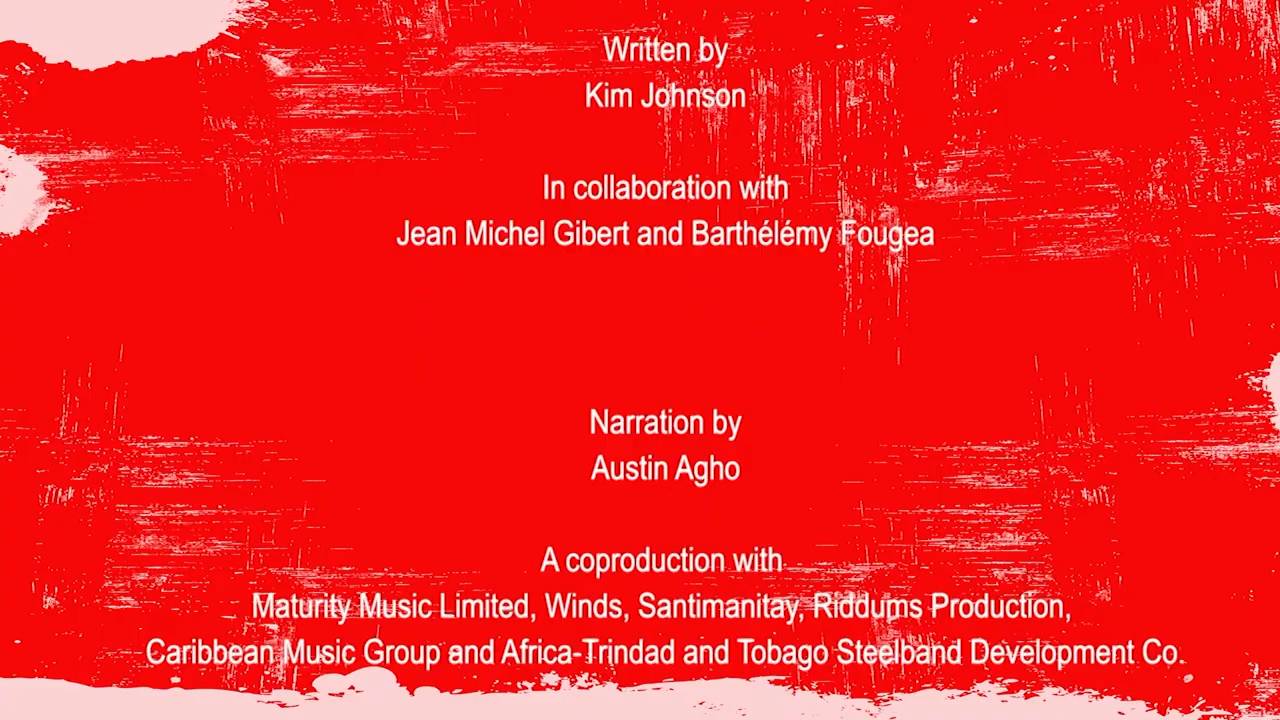 Written by
Kim Johnson
In collaboration with
Jean Michel Gibert and Barthélémy Fougea
Narration by
Austin Agho
A coproduction with
Maturity Music Limited, Winds, Santimanitay, Riddums Production,
Caribbean Music Group and Africa-Trindad and Tobago Steelband Development Co.